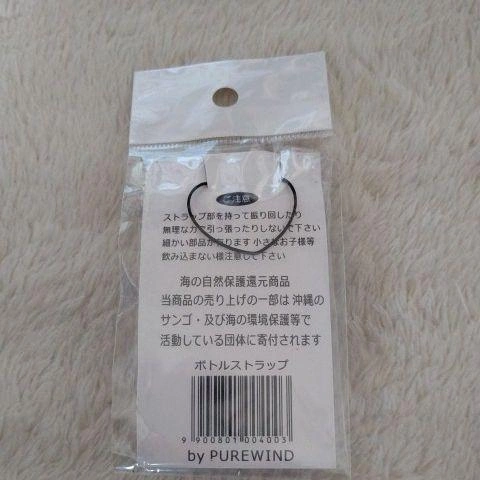 ご注意
ストラップ部を持って振り回したり
無理な力で引っ張ったりしないで下さい
細かい部品が有ります 小さなお子様等
飲み込まない様注意して下さい
海の自然保護還元商品
当商品の売り上げの一部は 沖縄の
サンゴ・及び海の環境保護等で
活動している団体に寄付されます
ボトルストラップ
9 900801 004003
by PUREWIND